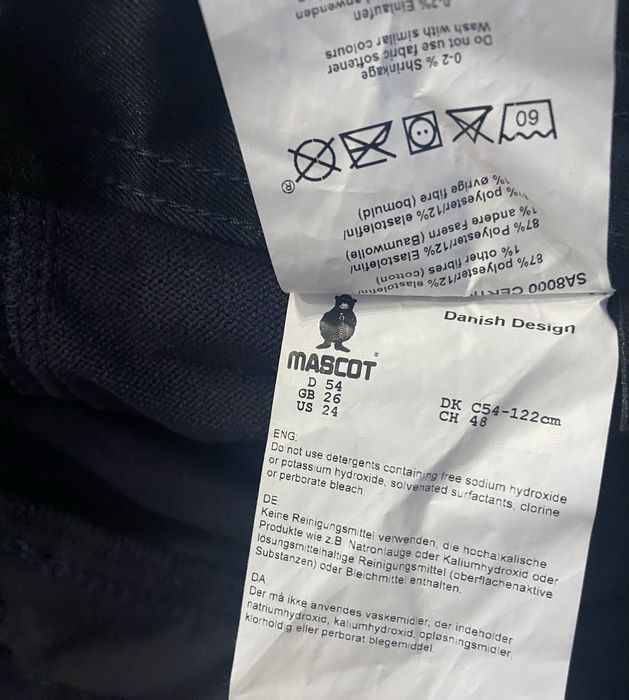 SA8000
87% polyester/12% elastolefin/
1% other fibres (cotton)
87% Polyester/12% Elastolefin/
1% andere Fasern (Baumwolle)
% polyester/12% elastolefin/
1% øvrige fibre (bomuld)
60
®
0-2 % Shrinkage
Do not use fabric softener
Wash with similar colours
0-2% Einlaufen
Danish Design
MASCOT®
D 54
GB 26
US 24
DK C54-122cm
CH 48
ENG:
Do not use detergents containing free sodium hydroxide
or potassium hydroxide, solvenated surfactants, clorine
or perborate bleach.
DE:
Keine Reinigungsmittel verwenden, die hochalkalische
Produkte wie z.B. Natronlauge oder Kaliumhydroxid oder
lösungsmittelhaltige Reinigungsmittel (oberflächenaktive
Substanzen) oder Bleichmittel enthalten.
DA:
Der må ikke anvendes vaskemidler, der indeholder
natriumhydroxid, kaliumhydroxid, opløsningsmidler,
klorholdig eller perborat blegemiddel.